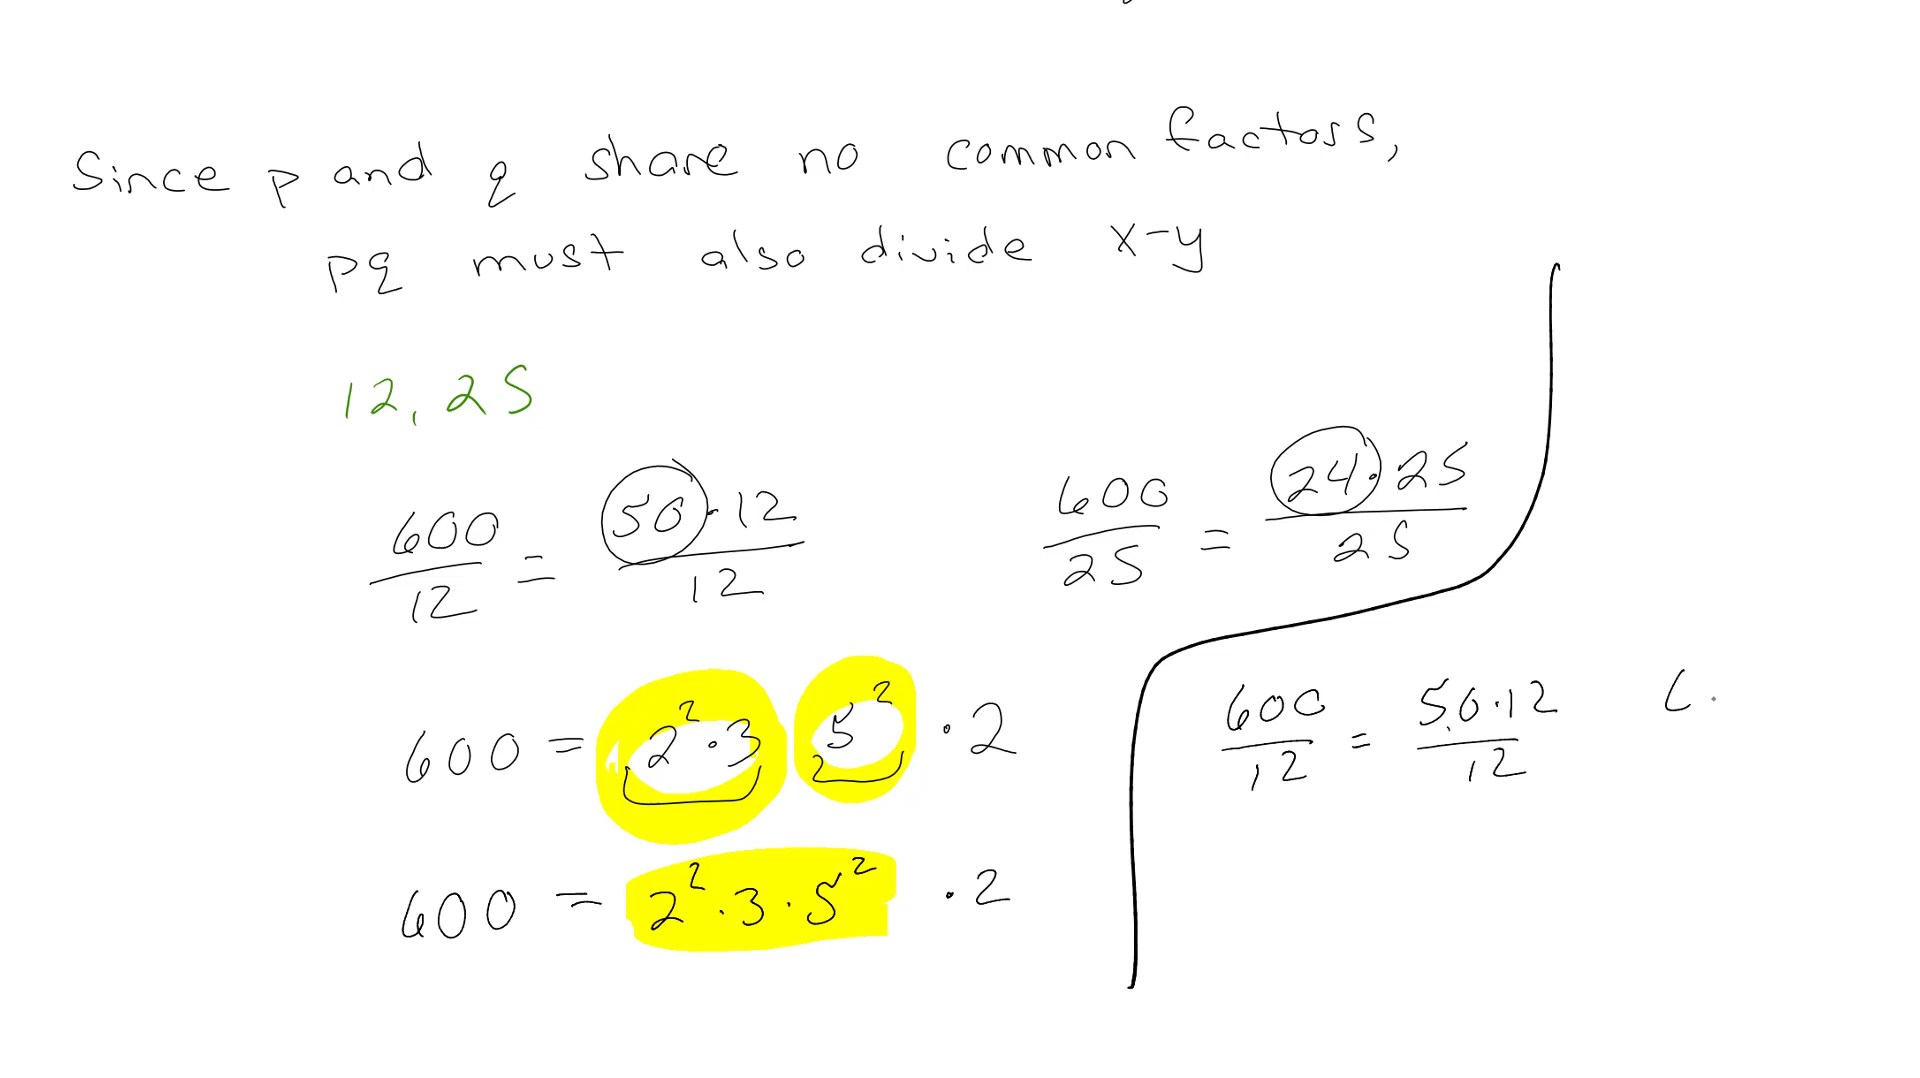 Since p and q share no common factors,
pq must also divide x-y
12, 25
600/12 = 50·12/12
600/25 = 24·25/25
600 = 2²·3 5² · 2
600 = 2²·3·5² · 2
600/12 = 50·12/12